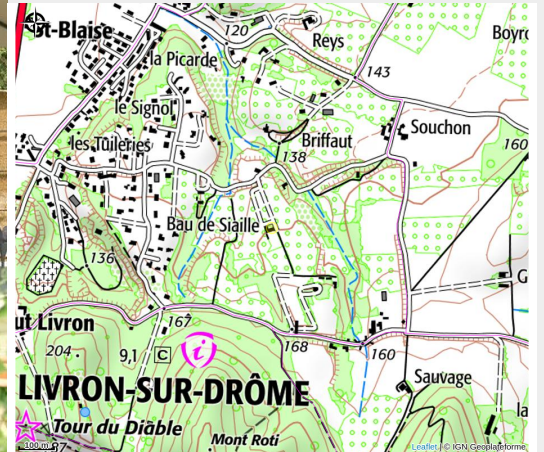 St-Blaise
120
Reys
Boyro
la Picarde
143
le Signol
Souchon
les Tuileries
Briffaut
138
160
Bau de Siaille
136
G
ut Livron
167
i
168
160
204
9,1 C
Sauvage
LIVRON-SUR-DRÔME
la
Tour du Diable
Mont Roti
100 m
Leaflet | © IGN Geoplateforme